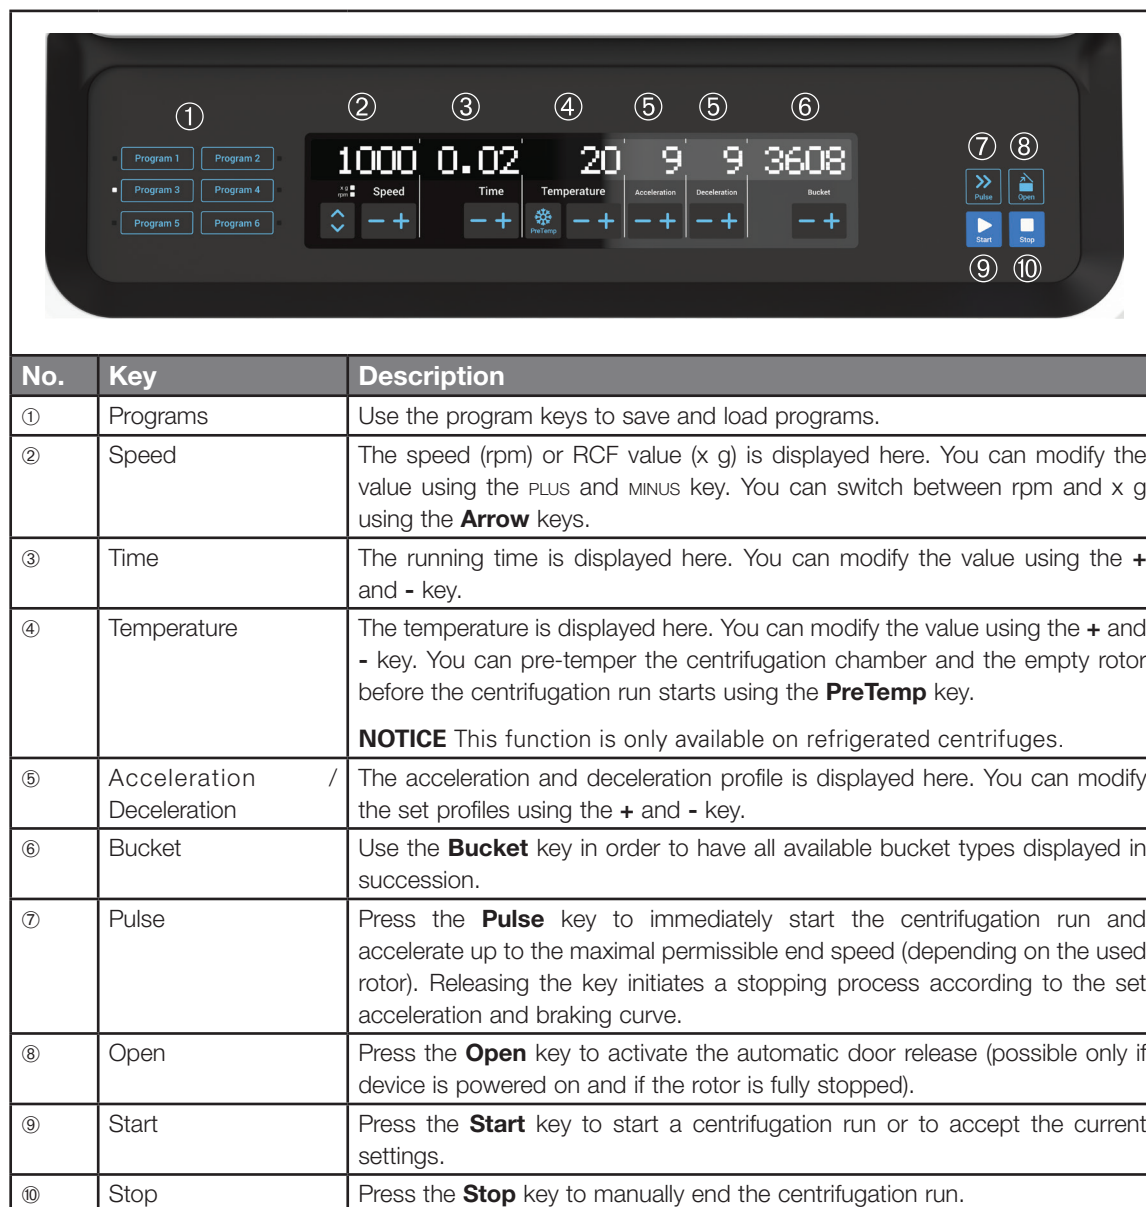 ① ② ③ ④ ⑤ ⑤ ⑥ ⑦ ⑧
Program 1 Program 2
Program 3 Program 4
Program 5 Program 6
1000 0.02 20 9 9 3608
x g
rpm Speed Time Temperature Acceleration Deceleration Bucket
- + - + PreTemp - + - + - + - +
Pulse Open
Start Stop
⑨ ⑩
No. Key Description
① Programs Use the program keys to save and load programs.
② Speed The speed (rpm) or RCF value (x g) is displayed here. You can modify the
value using the PLUS and MINUS key. You can switch between rpm and x g
using the Arrow keys.
③ Time The running time is displayed here. You can modify the value using the +
and - key.
④ Temperature The temperature is displayed here. You can modify the value using the + and
- key. You can pre-temper the centrifugation chamber and the empty rotor
before the centrifugation run starts using the PreTemp key.
NOTICE This function is only available on refrigerated centrifuges.
⑤ Acceleration / The acceleration and deceleration profile is displayed here. You can modify
Deceleration the set profiles using the + and - key.
⑥ Bucket Use the Bucket key in order to have all available bucket types displayed in
succession.
⑦ Pulse Press the Pulse key to immediately start the centrifugation run and
accelerate up to the maximal permissible end speed (depending on the used
rotor). Releasing the key initiates a stopping process according to the set
acceleration and braking curve.
⑧ Open Press the Open key to activate the automatic door release (possible only if
device is powered on and if the rotor is fully stopped).
⑨ Start Press the Start key to start a centrifugation run or to accept the current
settings.
⑩ Stop Press the Stop key to manually end the centrifugation run.